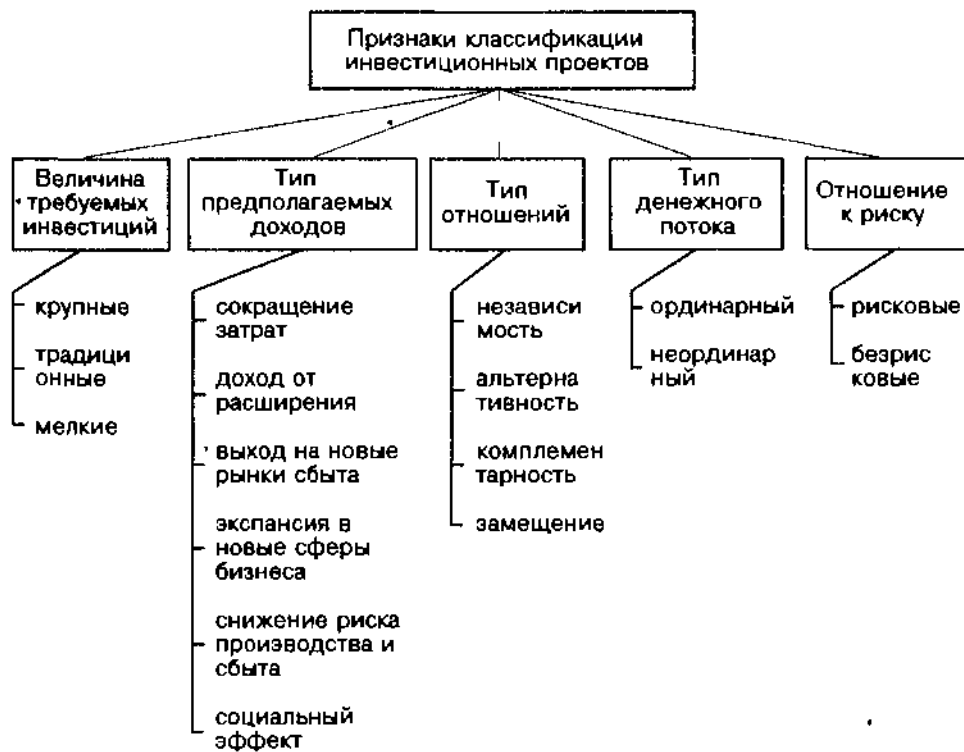 Признаки классификации
инвестиционных проектов
Величина
требуемых
инвестиций
крупные
традици
онные
мелкие
Тип
предполагаемых
доходов
сокращение
затрат
доход от
расширения
выход на новые
рынки сбыта
экспансия в
новые сферы
бизнеса
снижение риска
производства и
сбыта
социальный
эффект
Тип
отношений
независи
мость
альтерна
тивность
комплемен
тарность
замещение
Тип
денежного
потока
ординарный
неординар
ный
Отношение
к риску
рисковые
безрис
ковые